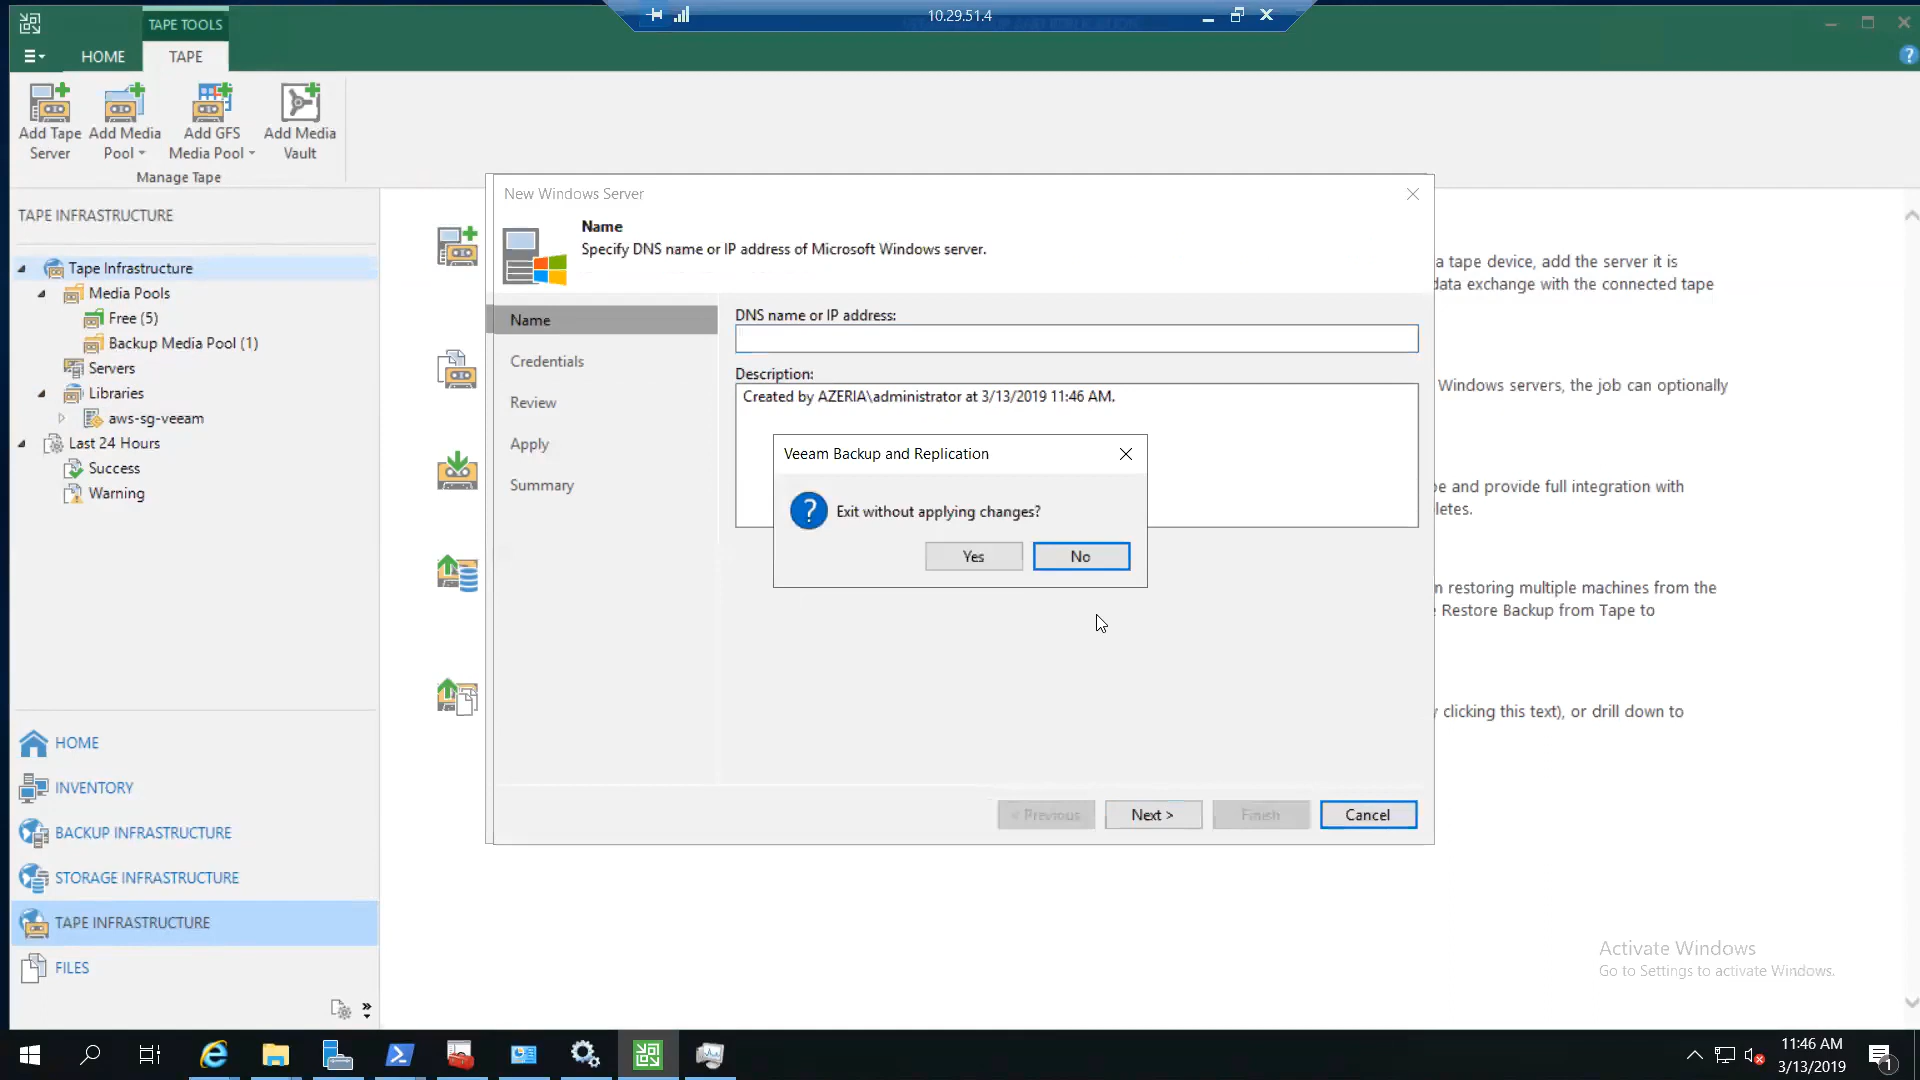 10.29.51.4
TAPE TOOLS
HOME
TAPE
Add Tape Server
Add Media Pool
Add GFS Media Pool
Add Media Vault
Manage Tape
TAPE INFRASTRUCTURE
Tape Infrastructure
Media Pools
Free (5)
Backup Media Pool (1)
Servers
Libraries
aws-sg-veeam
Last 24 Hours
Success
Warning
HOME
INVENTORY
BACKUP INFRASTRUCTURE
STORAGE INFRASTRUCTURE
TAPE INFRASTRUCTURE
FILES
New Windows Server
Name
Specify DNS name or IP address of Microsoft Windows server.
Name
Credentials
Review
Apply
Summary
DNS name or IP address:
Description:
Created by AZERIA\administrator at 3/13/2019 11:46 AM.
Veeam Backup and Replication
Exit without applying changes?
Yes
No
< Previous
Next >
Finish
Cancel
a tape device, add the server it is
data exchange with the connected tape
Windows servers, the job can optionally
and provide full integration with
restoring multiple machines from the
Restore Backup from Tape to
clicking this text), or drill down to
Activate Windows
Go to Settings to activate Windows.
11:46 AM
3/13/2019
1